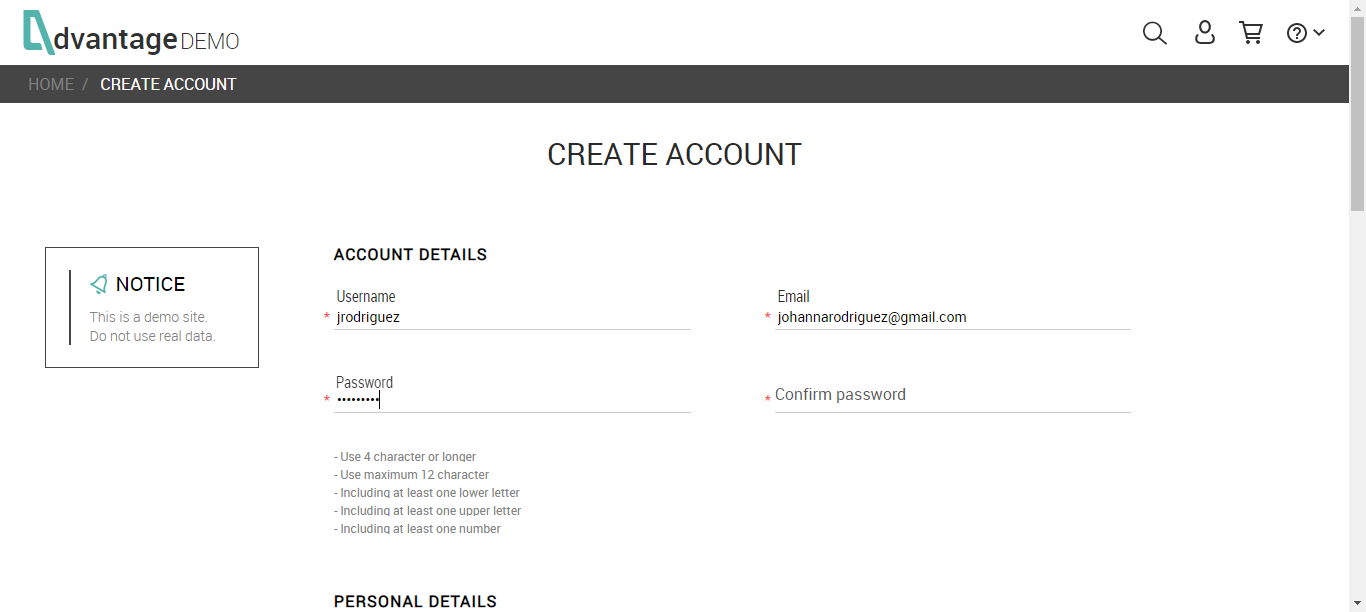 dvantage DEMO
HOME / CREATE ACCOUNT
CREATE ACCOUNT
NOTICE
This is a demo site.
Do not use real data.
ACCOUNT DETAILS
Username
* jrodriguez
Email
* johannarodriguez@gmail.com
Password
* •••••••••
* Confirm password
- Use 4 character or longer
- Use maximum 12 character
- Including at least one lower letter
- Including at least one upper letter
- Including at least one number
PERSONAL DETAILS